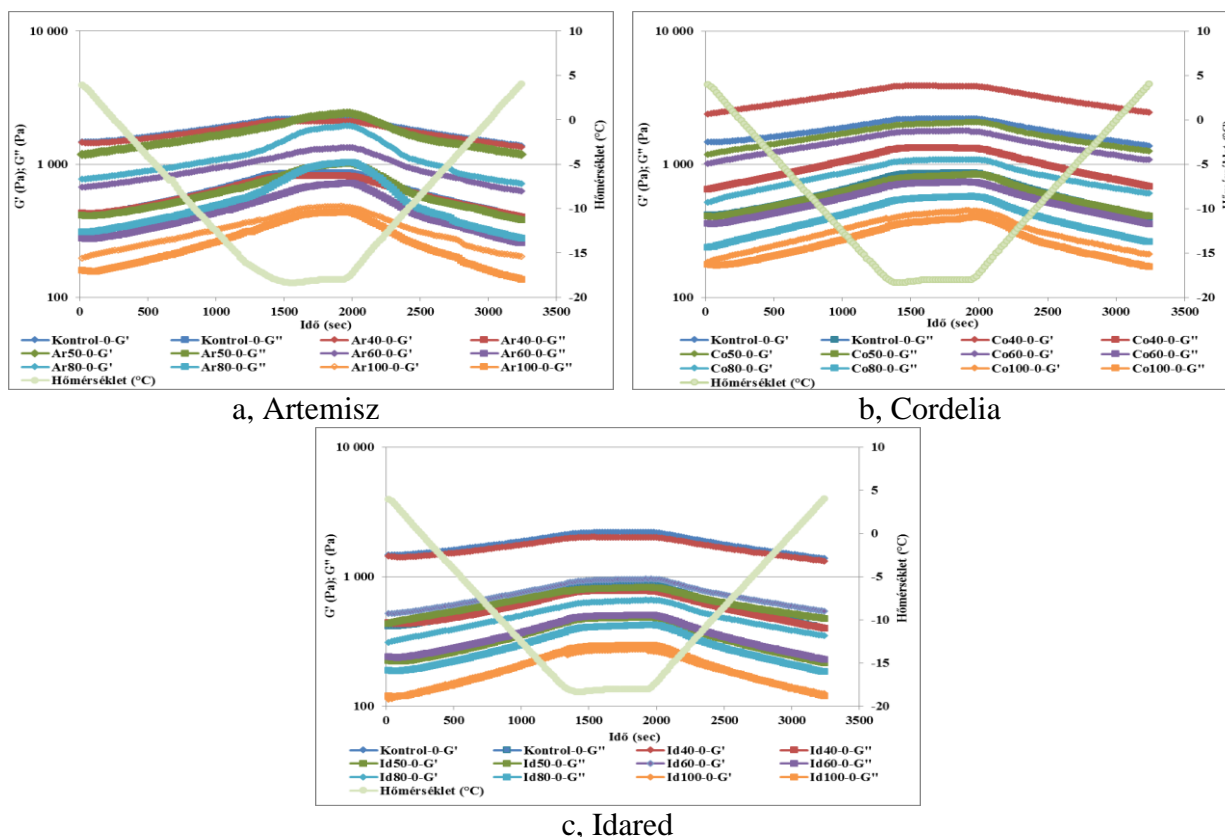 10 000
1 000
100
G' (Pa); G" (Pa)
10
5
0
-5
-10
-15
-20
Hőmérséklet (°C)
0 500 1000 1500 2000 2500 3000 3500
Idő (sec)
Kontrol-0-G' Kontrol-0-G" Ar40-0-G' Ar40-0-G"
Ar50-0-G' Ar50-0-G" Ar60-0-G' Ar60-0-G"
Ar80-0-G' Ar80-0-G" Ar100-0-G' Ar100-0-G"
Hőmérséklet (°C)
a, Artemisz
10 000
1 000
100
G' (Pa); G" (Pa)
10
5
0
-5
-10
-15
-20
Hőmérséklet (°C)
0 500 1000 1500 2000 2500 3000 3500
Idő (sec)
Kontrol-0-G' Kontrol-0-G" Co40-0-G' Co40-0-G"
Co50-0-G' Co50-0-G" Co60-0-G' Co60-0-G"
Co80-0-G' Co80-0-G" Co100-0-G' Co100-0-G"
Hőmérséklet (°C)
b, Cordelia
10 000
1 000
100
G' (Pa); G" (Pa)
10
5
0
-5
-10
-15
-20
Hőmérséklet (°C)
0 500 1000 1500 2000 2500 3000 3500
Idő (sec)
Kontrol-0-G' Kontrol-0-G" Id40-0-G' Id40-0-G"
Id50-0-G' Id50-0-G" Id60-0-G' Id60-0-G"
Id80-0-G' Id80-0-G" Id100-0-G' Id100-0-G"
Hőmérséklet (°C)
c, Idared